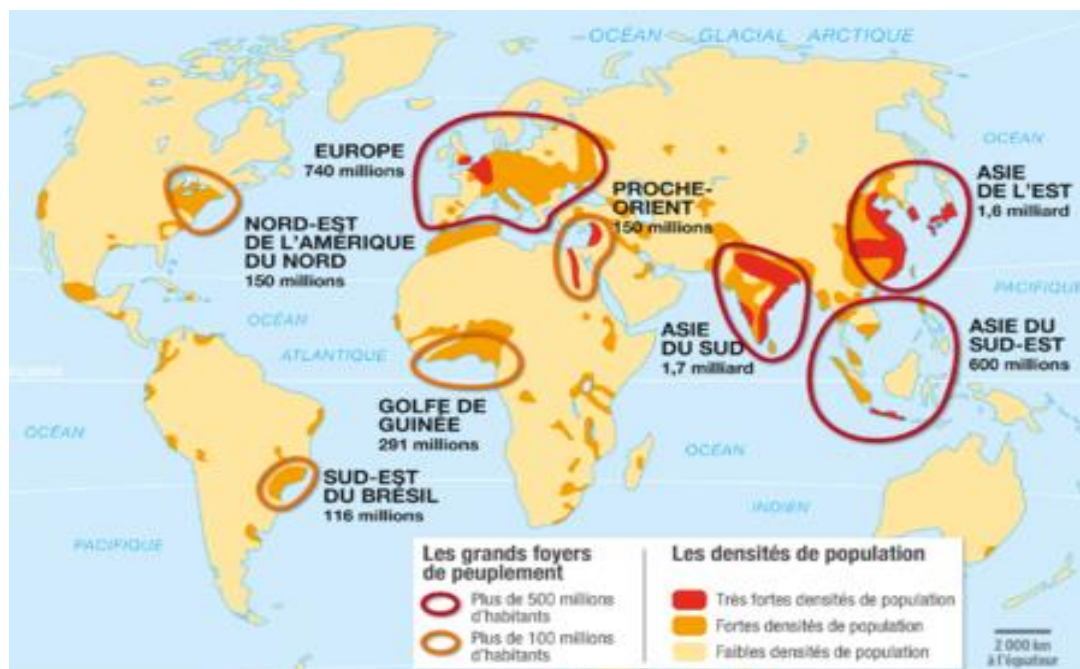 OCÉAN GLACIAL ARCTIQUE
EUROPE
740 millions
PROCHE-
ORIENT
150 millions
OCÉAN
ASIE
DE L'EST
1,6 milliard
NORD-EST
DE L'AMÉRIQUE
DU NORD
150 millions
PACIFIQUE
OCÉAN
ATLANTIQUE
ASIE
DU SUD
1,7 milliard
ASIE DU
SUD-EST
600 millions
GOLFE DE
GUINÉE
291 millions
OCÉAN
OCÉAN
SUD-EST
DU BRÉSIL
116 millions
INDIEN
PACIFIQUE
Les grands foyers
de peuplement
Plus de 500 millions
d'habitants
Plus de 100 millions
d'habitants
Les densités de population
Très fortes densités de population
Fortes densités de population
Faibles densités de population
2 000 km
à l'équateur